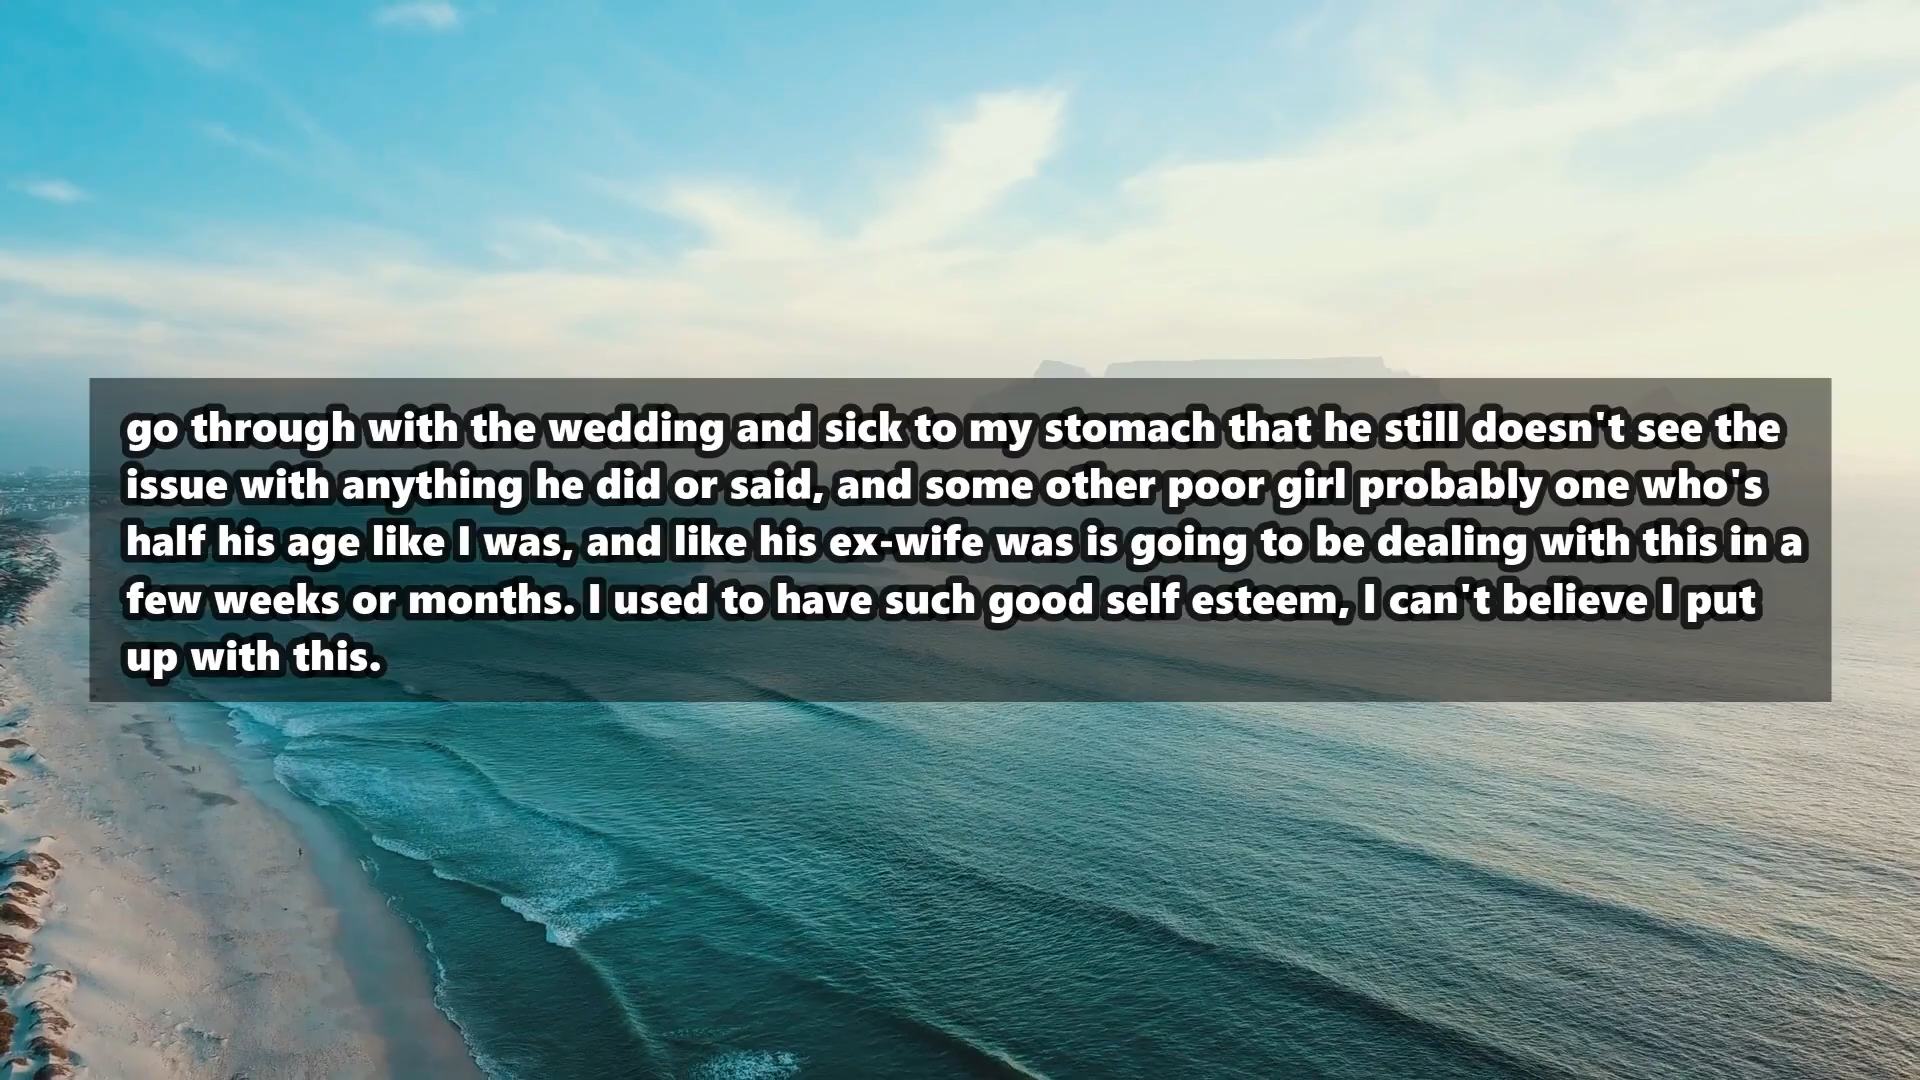 go through with the wedding and sick to my stomach that he still doesn't see the
issue with anything he did or said, and some other poor girl probably one who's
half his age like I was, and like his ex-wife was is going to be dealing with this in a
few weeks or months. I used to have such good self esteem, I can't believe I put
up with this.